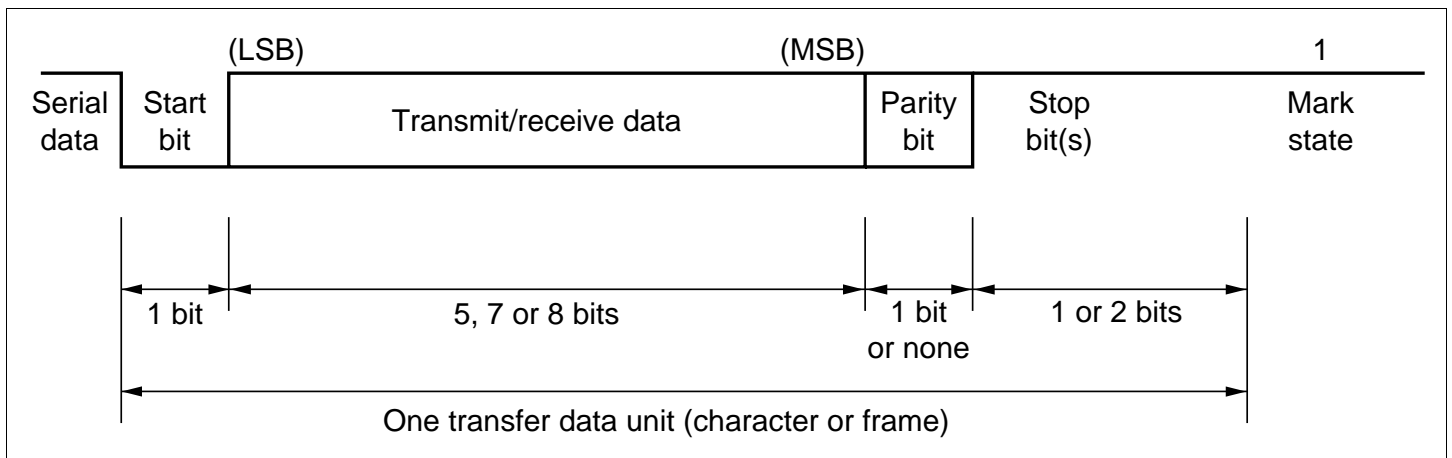 (LSB) (MSB) 1
Serial data
Start bit
Transmit/receive data
Parity bit
Stop bit(s)
Mark state
1 bit
5, 7 or 8 bits
1 bit or none
1 or 2 bits
One transfer data unit (character or frame)